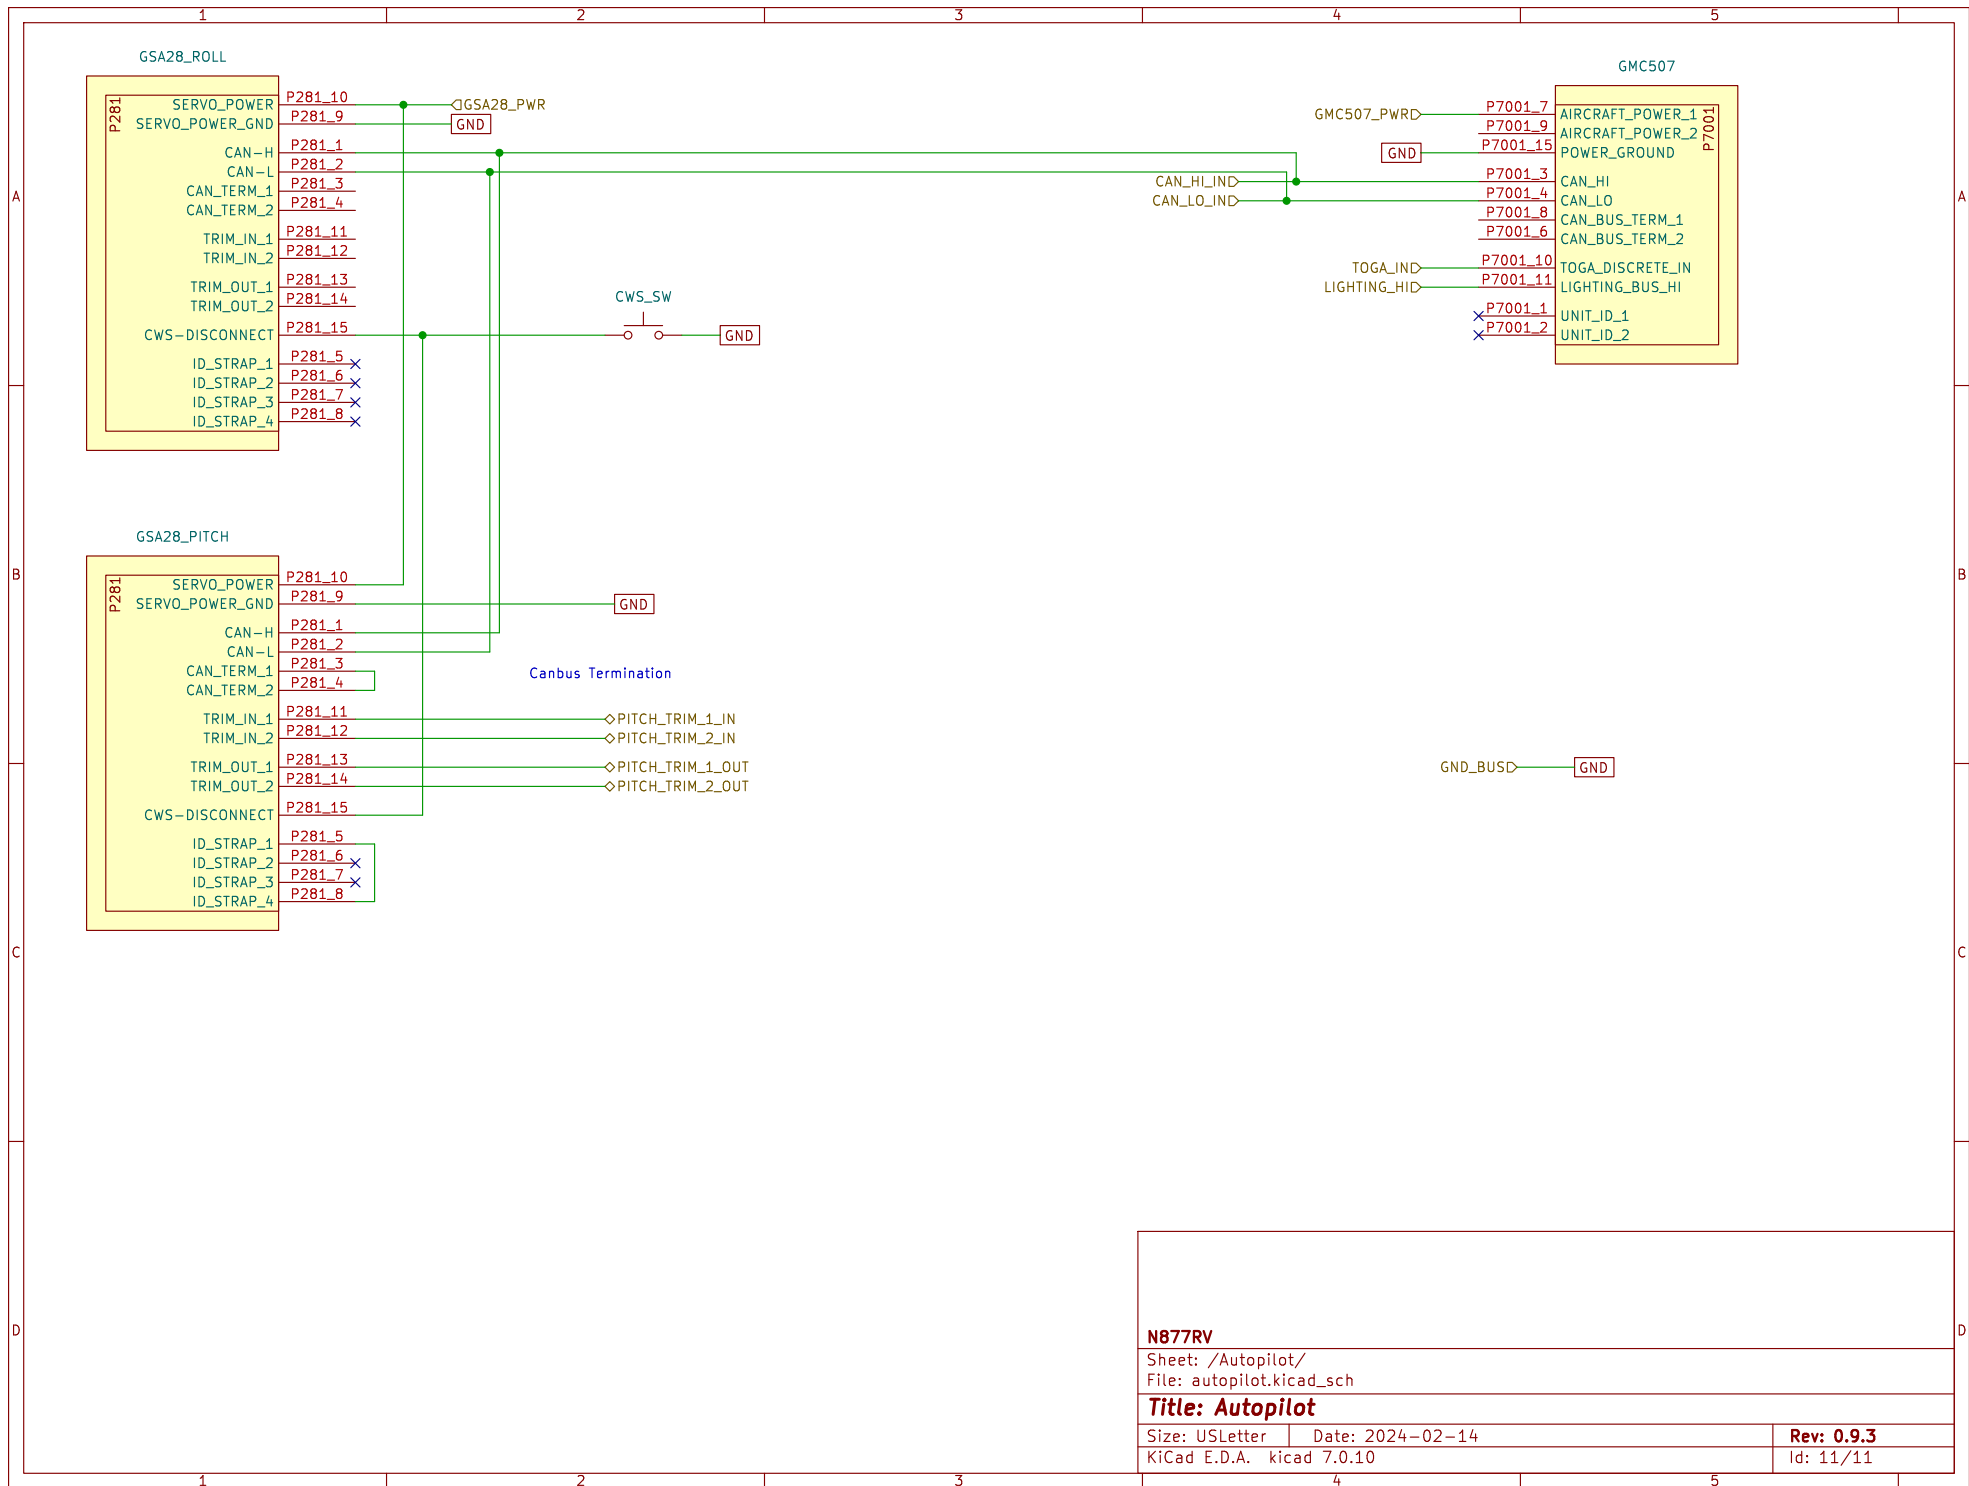 1 2 3 4 5
A
B
C
D
GSA28_ROLL
P281
SERVO_POWER P281_10 GSA28_PWR
SERVO_POWER_GND P281_9 GND
CAN-H P281_1
CAN-L P281_2
CAN_TERM_1 P281_3
CAN_TERM_2 P281_4
TRIM_IN_1 P281_11
TRIM_IN_2 P281_12
TRIM_OUT_1 P281_13
TRIM_OUT_2 P281_14
CWS-DISCONNECT P281_15
ID_STRAP_1 P281_5
ID_STRAP_2 P281_6
ID_STRAP_3 P281_7
ID_STRAP_4 P281_8
CWS_SW
GND
GMC507
P7001
GMC507_PWR P7001_7 AIRCRAFT_POWER_1
P7001_9 AIRCRAFT_POWER_2
GND P7001_15 POWER_GROUND
CAN_HI_IN P7001_3 CAN_HI
CAN_LO_IN P7001_4 CAN_LO
P7001_8 CAN_BUS_TERM_1
P7001_6 CAN_BUS_TERM_2
TOGA_IN P7001_10 TOGA_DISCRETE_IN
LIGHTING_HI P7001_11 LIGHTING_BUS_HI
P7001_1 UNIT_ID_1
P7001_2 UNIT_ID_2
GSA28_PITCH
P281
SERVO_POWER P281_10
SERVO_POWER_GND P281_9 GND
CAN-H P281_1
CAN-L P281_2
CAN_TERM_1 P281_3
CAN_TERM_2 P281_4
Canbus Termination
TRIM_IN_1 P281_11 PITCH_TRIM_1_IN
TRIM_IN_2 P281_12 PITCH_TRIM_2_IN
TRIM_OUT_1 P281_13 PITCH_TRIM_1_OUT
TRIM_OUT_2 P281_14 PITCH_TRIM_2_OUT
CWS-DISCONNECT P281_15
ID_STRAP_1 P281_5
ID_STRAP_2 P281_6
ID_STRAP_3 P281_7
ID_STRAP_4 P281_8
GND_BUS GND
A
B
C
D
N877RV
Sheet: /Autopilot/
File: autopilot.kicad_sch
Title: Autopilot
Size: USLetter Date: 2024-02-14 Rev: 0.9.3
KiCad E.D.A. kicad 7.0.10 Id: 11/11
1 2 3 4 5